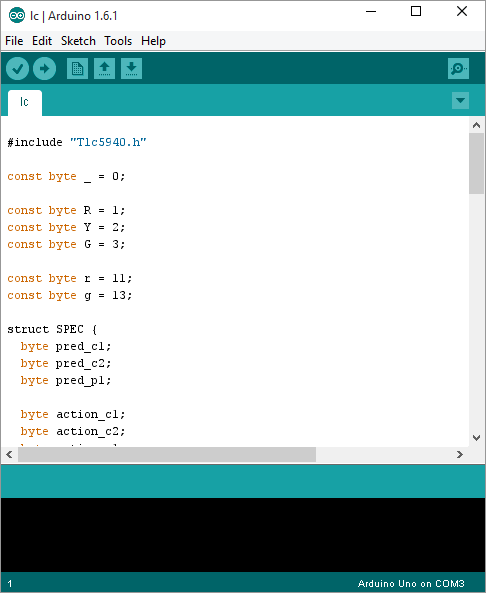 lc | Arduino 1.6.1
File Edit Sketch Tools Help
lc
#include "Tlc5940.h"
const byte _ = 0;
const byte R = 1;
const byte Y = 2;
const byte G = 3;
const byte r = 11;
const byte g = 13;
struct SPEC {
byte pred_c1;
byte pred_c2;
byte pred_p1;
byte action_c1;
byte action_c2;
1 Arduino Uno on COM3